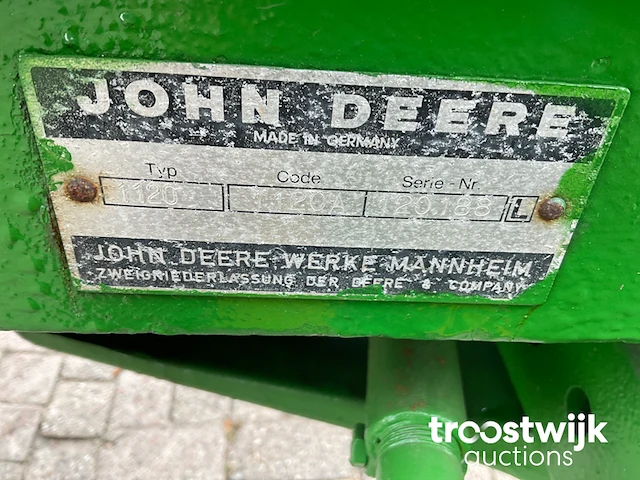 JOHN DEERE
MADE IN GERMANY
Typ Code Serie - Nr.
1120 1120A L
JOHN DEERE WERKE MANNHEIM
ZWEIGNIEDERLASSUNG DER DEERE & COMPANY
troostwijk
auctions